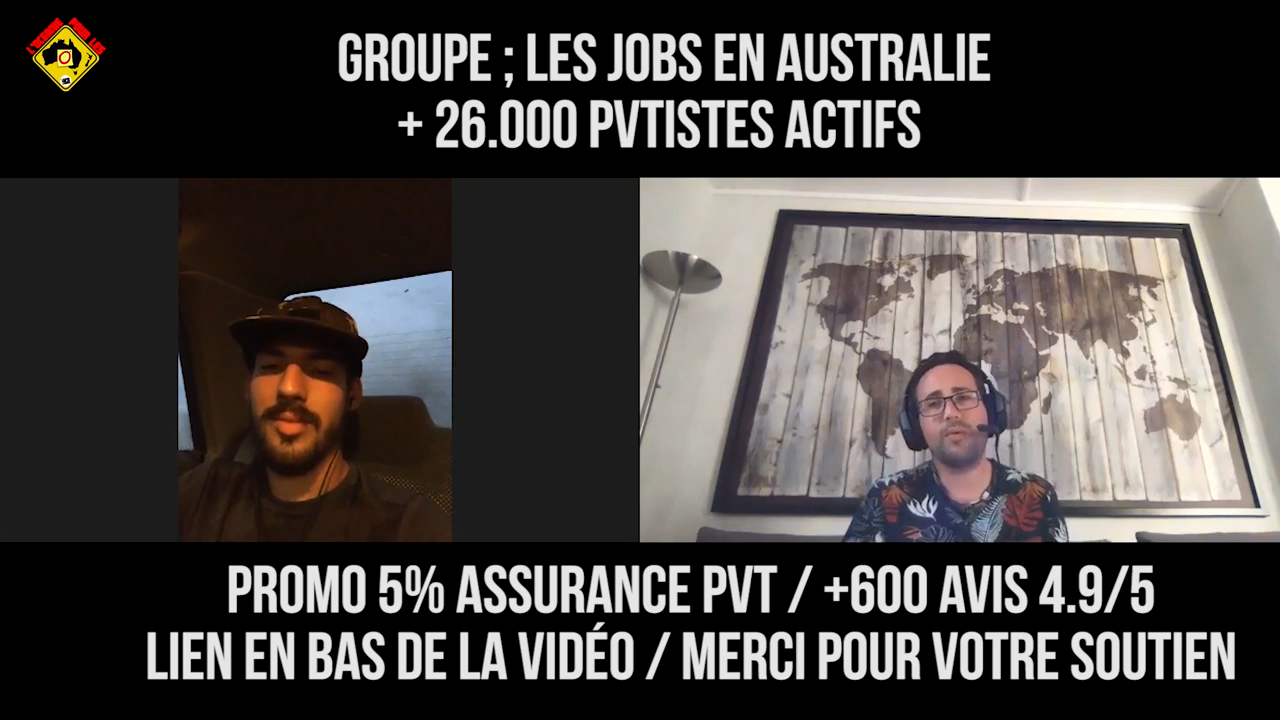 GROUPE ; LES JOBS EN AUSTRALIE
+ 26.000 PVTISTES ACTIFS
PROMO 5% ASSURANCE PVT / +600 AVIS 4.9/5
LIEN EN BAS DE LA VIDÉO / MERCI POUR VOTRE SOUTIEN